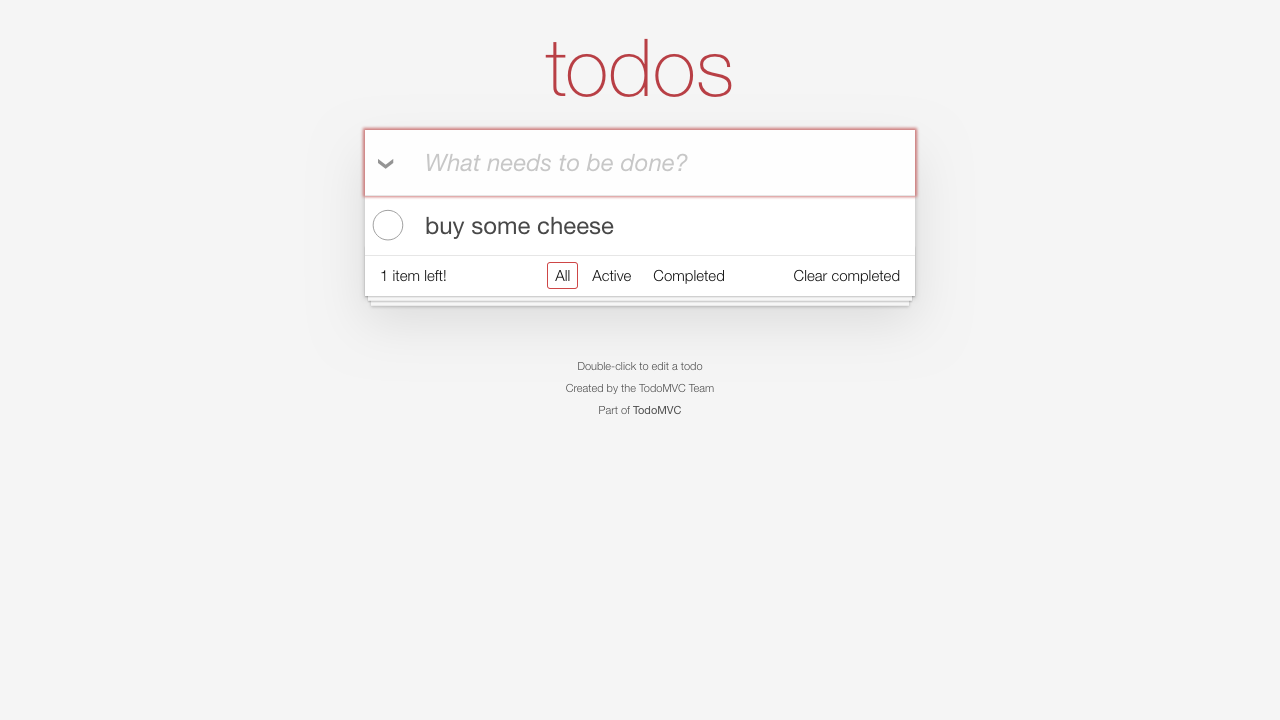 todos
What needs to be done?
buy some cheese
1 item left!
All
Active
Completed
Clear completed
Double-click to edit a todo
Created by the TodoMVC Team
Part of TodoMVC